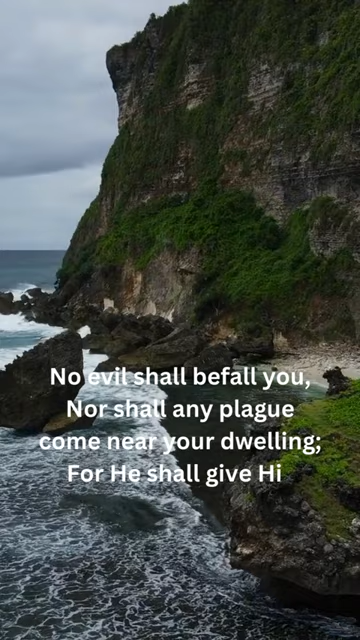 No evil shall befall you,
Nor shall any plague
come near your dwelling;
For He shall give Hi